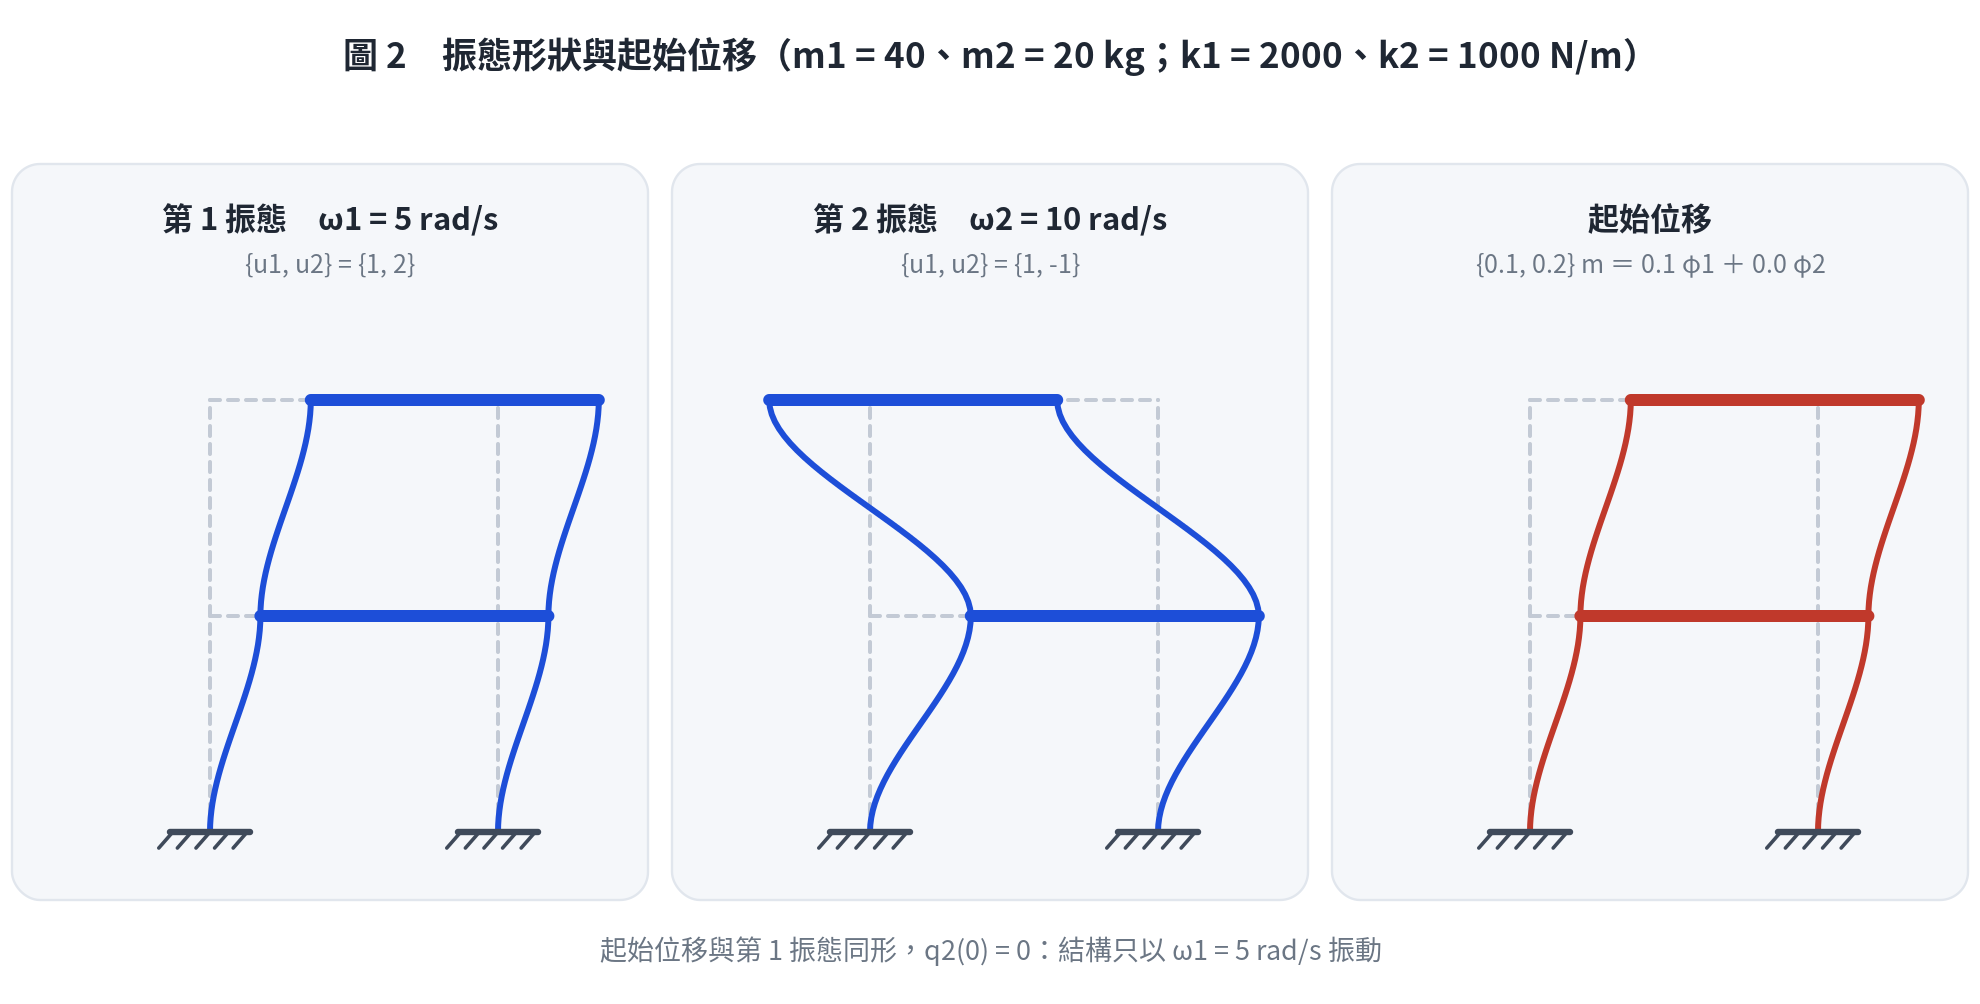 圖 2　振態形狀與起始位移（m1 = 40、m2 = 20 kg；k1 = 2000、k2 = 1000 N/m）
第 1 振態　ω1 = 5 rad/s
{u1, u2} = {1, 2}
第 2 振態　ω2 = 10 rad/s
{u1, u2} = {1, -1}
起始位移
{0.1, 0.2} m ＝ 0.1 φ1 ＋ 0.0 φ2
起始位移與第 1 振態同形，q2(0) = 0：結構只以 ω1 = 5 rad/s 振動